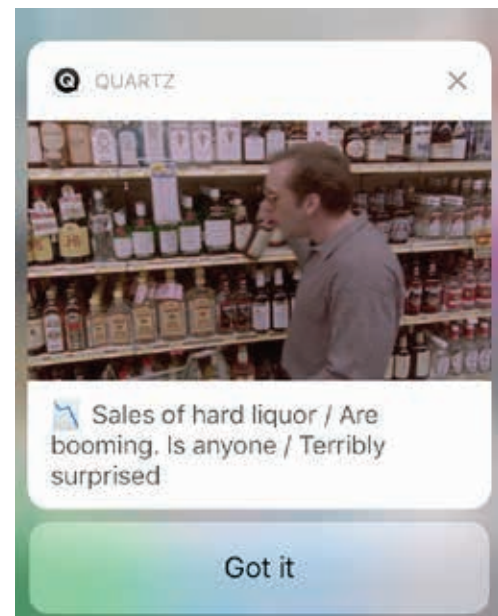 QUARTZ
Sales of hard liquor / Are
booming. Is anyone / Terribly
surprised
Got it